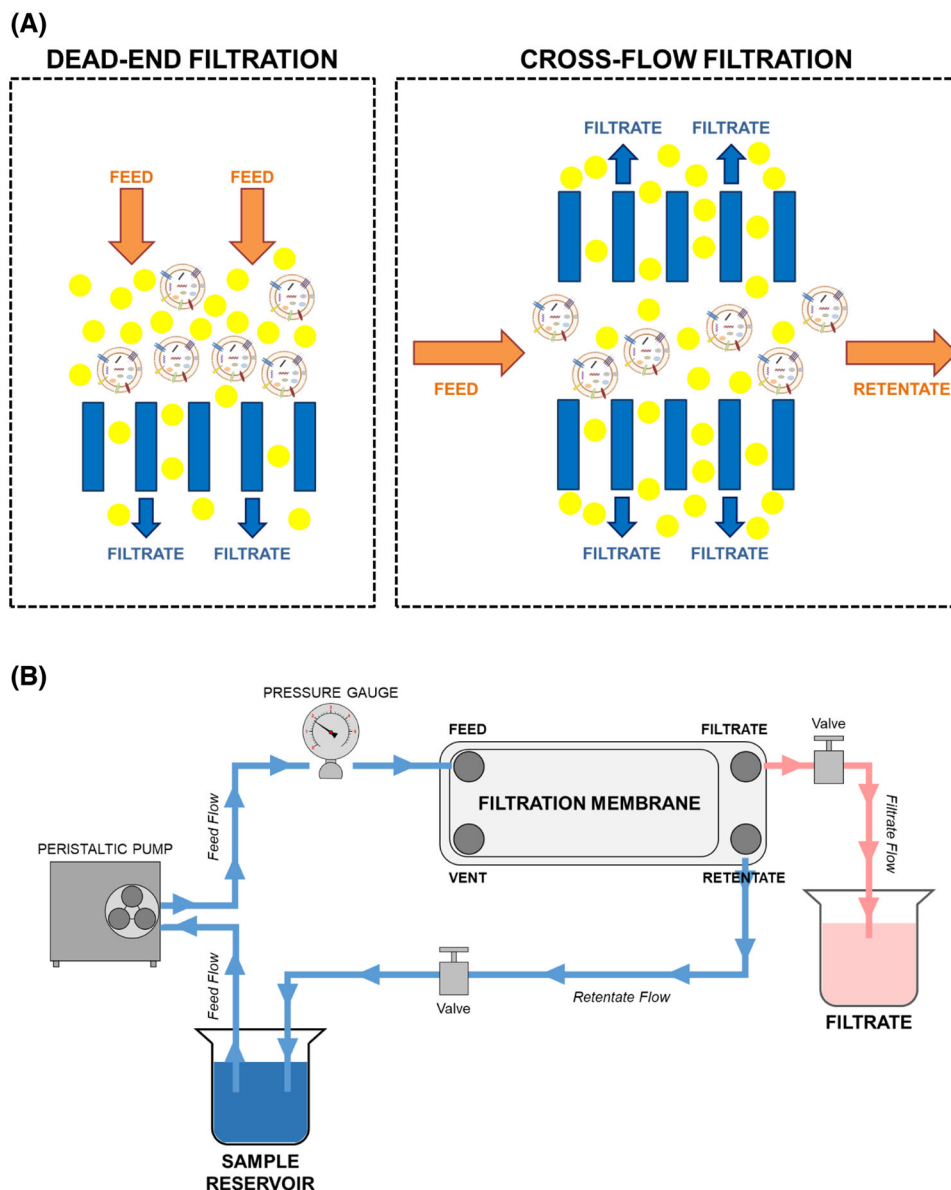 (A)
DEAD-END FILTRATION
CROSS-FLOW FILTRATION
FEED
FEED
FILTRATE
FILTRATE
FILTRATE
FILTRATE
FEED
RETENTATE
FILTRATE
FILTRATE
(B)
PRESSURE GAUGE
FEED
FILTRATE
Valve
FILTRATION MEMBRANE
VENT
RETENTATE
PERISTALTIC PUMP
Feed Flow
Filtrate Flow
Feed Flow
Valve
Retentate Flow
FILTRATE
SAMPLE
RESERVOIR